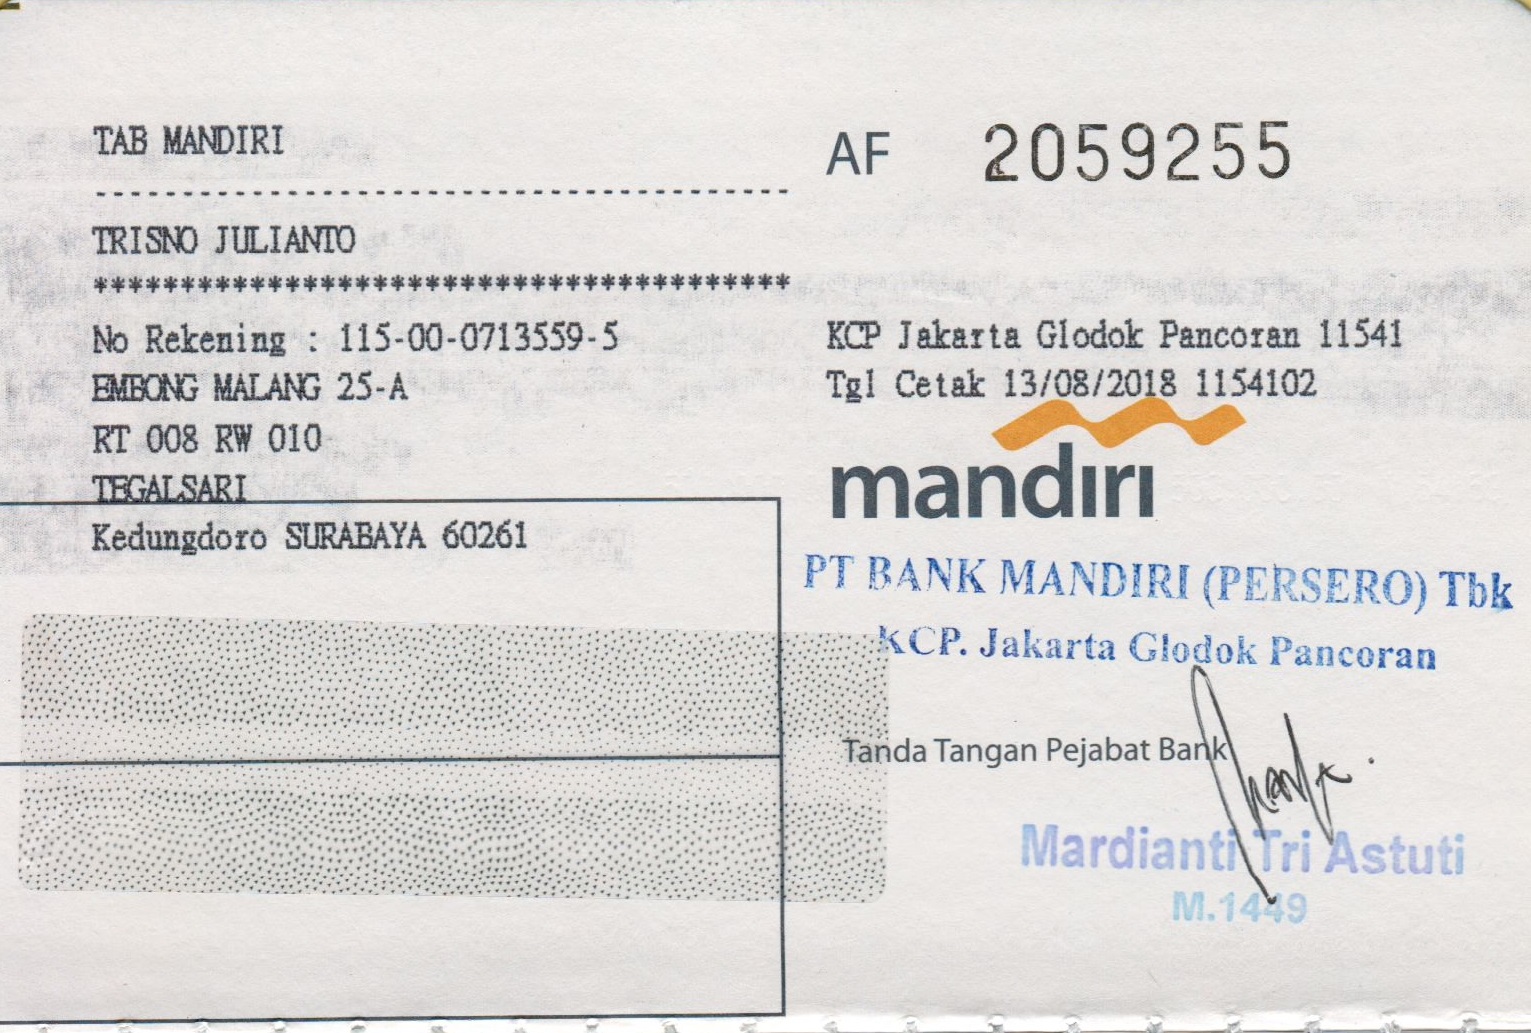 TAB MANDIRI
AF 2059255
----------------------------------------
TRISNO JULIANTO
****************************************
No Rekening : 115-00-0713559-5
EMBONG MALANG 25-A
RT 008 RW 010
TEGALSARI
Kedungdoro SURABAYA 60261
KCP Jakarta Glodok Pancoran 11541
Tgl Cetak 13/08/2018 1154102
mandırı
PT BANK MANDIRI (PERSERO) Tbk
KCP. Jakarta Glodok Pancoran
Tanda Tangan Pejabat Bank
Mardianti Tri Astuti
M.1449